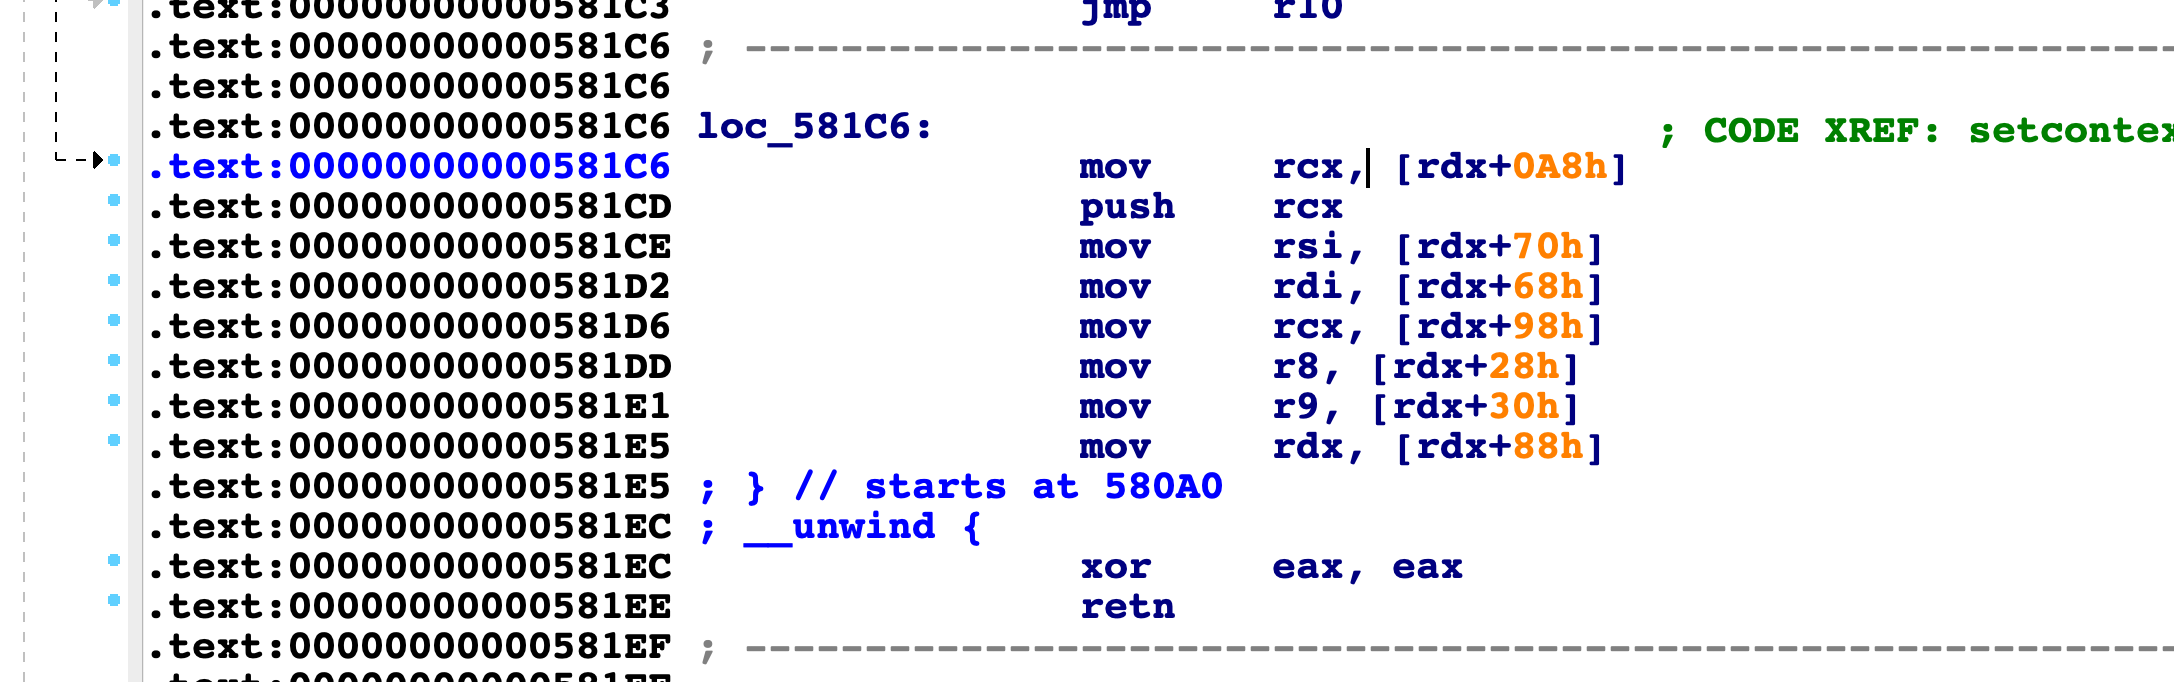 .text:00000000000581C3 jmp r10
.text:00000000000581C6 ; ------------------------------------------------------------
.text:00000000000581C6
.text:00000000000581C6 loc_581C6: ; CODE XREF: setcontex
.text:00000000000581C6 mov rcx, [rdx+0A8h]
.text:00000000000581CD push rcx
.text:00000000000581CE mov rsi, [rdx+70h]
.text:00000000000581D2 mov rdi, [rdx+68h]
.text:00000000000581D6 mov rcx, [rdx+98h]
.text:00000000000581DD mov r8, [rdx+28h]
.text:00000000000581E1 mov r9, [rdx+30h]
.text:00000000000581E5 mov rdx, [rdx+88h]
.text:00000000000581E5 ; } // starts at 580A0
.text:00000000000581EC ; __unwind {
.text:00000000000581EC xor eax, eax
.text:00000000000581EE retn
.text:00000000000581EF ; ------------------------------------------------------------